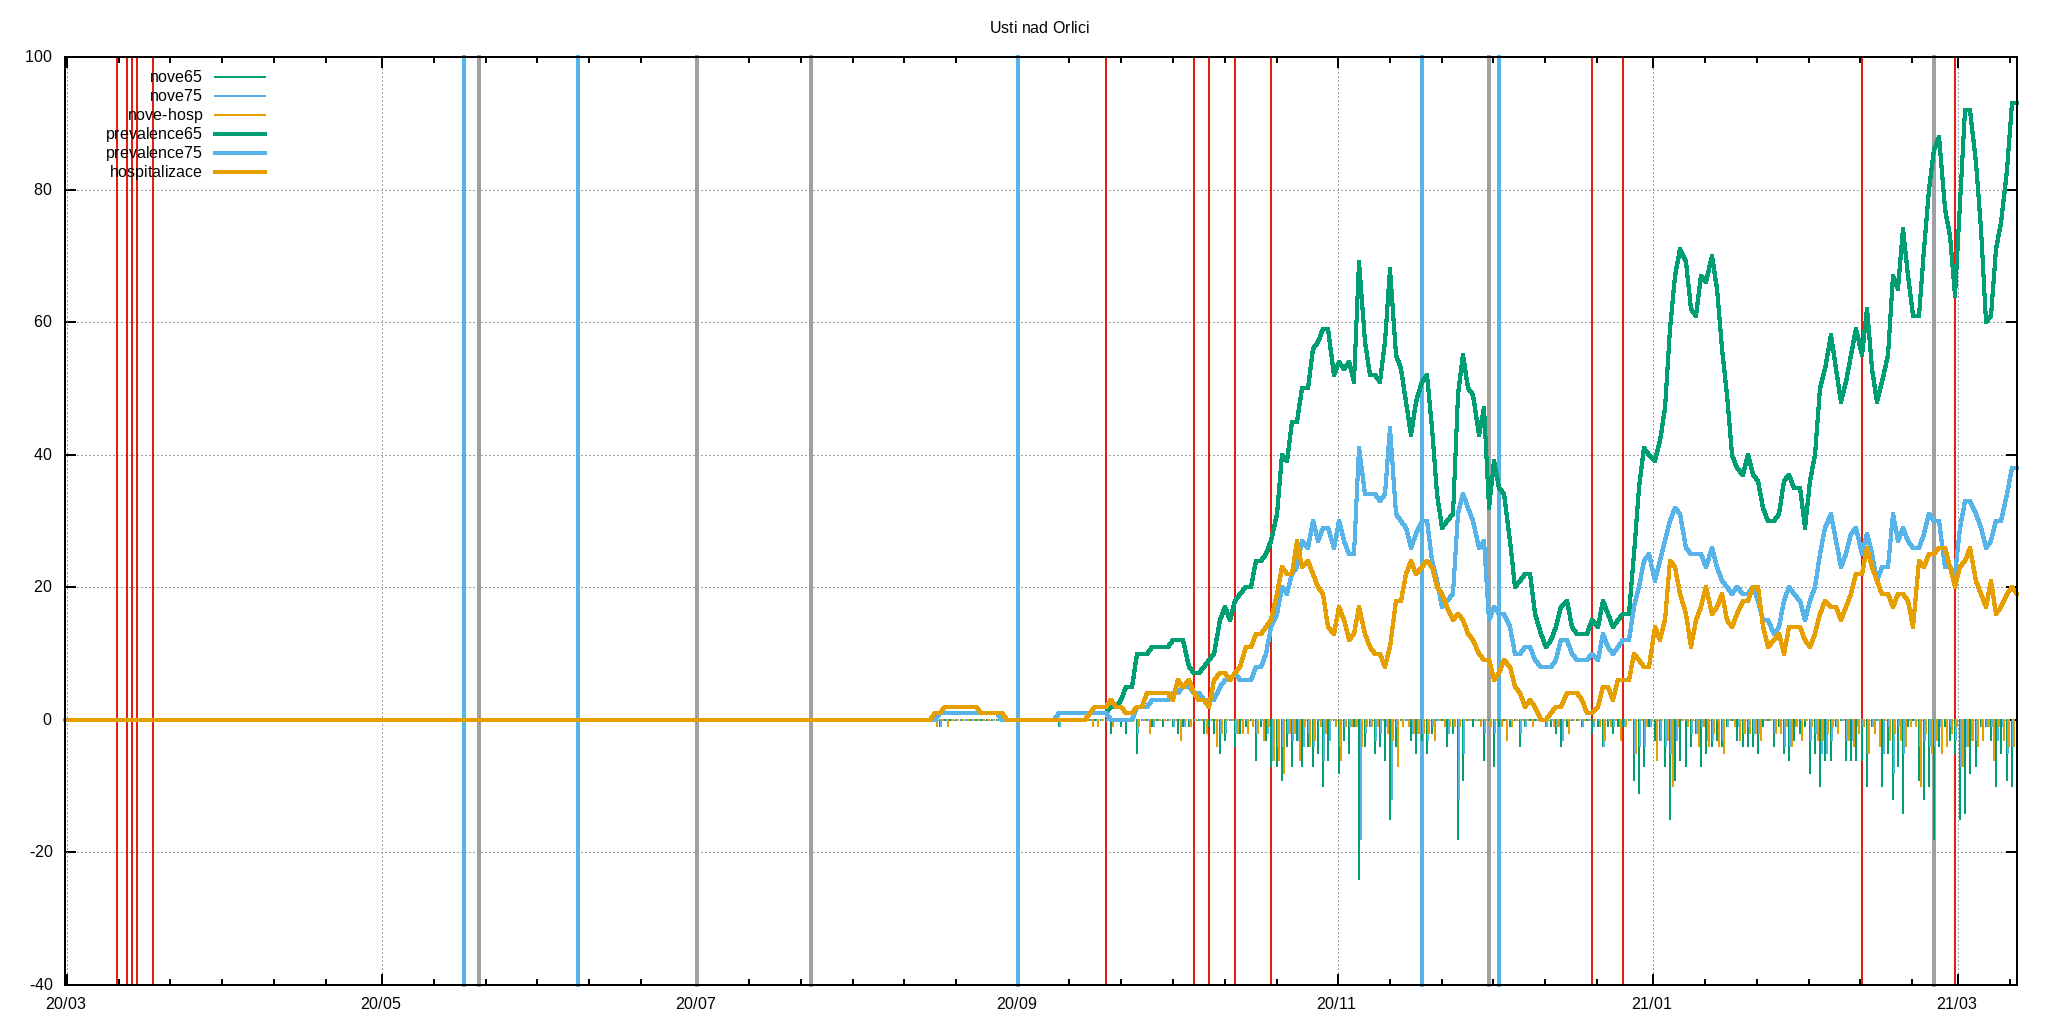 Usti nad Orlici
100
80
60
40
20
0
-20
-40
nove65
nove75
nove-hosp
prevalence65
prevalence75
hospitalizace
20/03 20/05 20/07 20/09 20/11 21/01 21/03